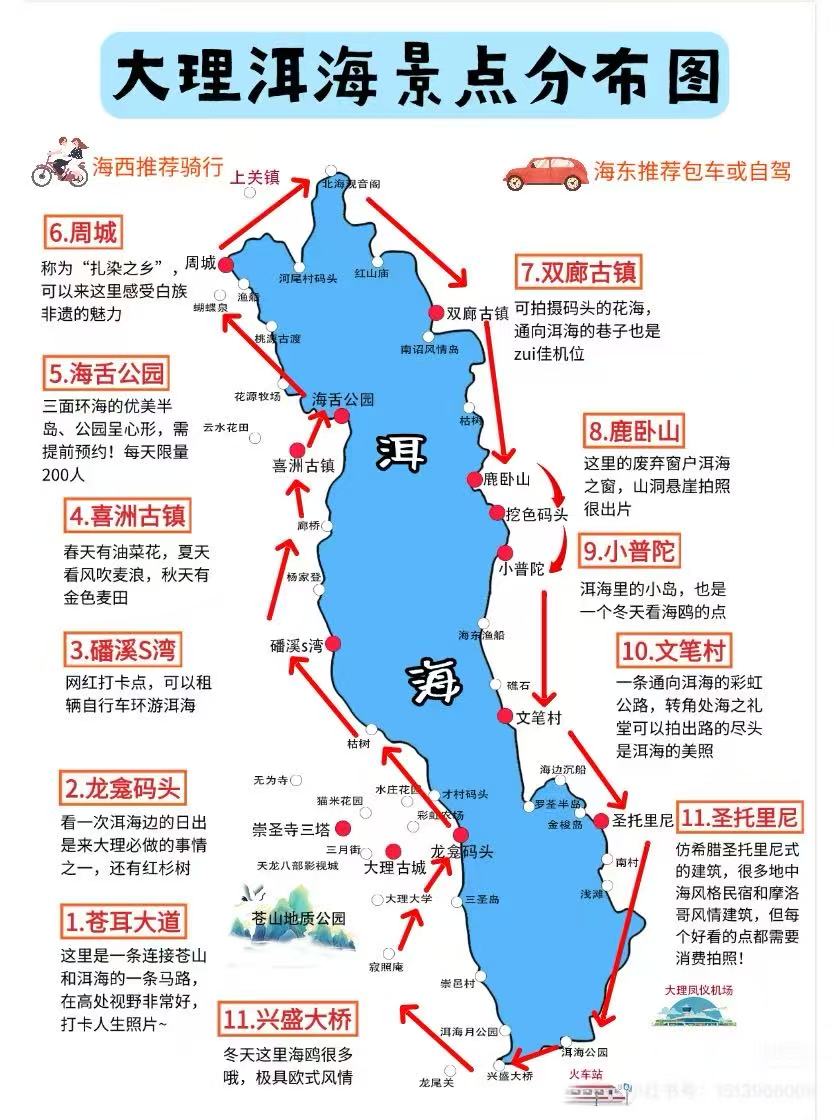 大理洱海景点分布图
海西推荐骑行
海东推荐包车或自驾
上关镇
北海观音阁
6.周城
称为“扎染之乡”，
可以来这里感受白族
非遗的魅力
周城
渔船
蝴蝶泉
河尾村码头
红山庙
桃源古渡
双廊古镇
南诏风情岛
7.双廊古镇
可拍摄码头的花海，
通向洱海的巷子也是
zui佳机位
5.海舌公园
三面环海的优美半
岛、公园呈心形，需
提前预约！每天限量
200人
花源牧场
海舌公园
云水花田
喜洲古镇
枯树
洱
海
8.鹿卧山
这里的废弃窗户洱海
之窗，山洞悬崖拍照
很出片
鹿卧山
挖色码头
小普陀
4.喜洲古镇
春天有油菜花，夏天
看风吹麦浪，秋天有
金色麦田
廊桥
杨家登
9.小普陀
洱海里的小岛，也是
一个冬天看海鸥的点
3.磻溪S湾
网红打卡点，可以租
辆自行车环游洱海
磻溪s湾
海东渔船
礁石
文笔村
10.文笔村
一条通向洱海的彩虹
公路，转角处海之礼
堂可以拍出路的尽头
是洱海的美照
枯树
2.龙龛码头
看一次洱海边的日出
是来大理必做的事情
之一，还有红杉树
无为寺
猫米花园
水庄花园
才村码头
彩虹农场
崇圣寺三塔
三月街
龙龛码头
天龙八部影视城
大理古城
海边沉船
罗荃半岛
金梭岛
圣托里尼
南村
浅滩
11.圣托里尼
仿希腊圣托里尼式
的建筑，很多地中
海风格民宿和摩洛
哥风情建筑，但每
个好看的点都需要
消费拍照！
1.苍耳大道
这里是一条连接苍山
和洱海的一条马路，
在高处视野非常好，
打卡人生照片~
大理大学
三圣岛
苍山地质公园
寂照庵
崇邑村
大理凤仪机场
11.兴盛大桥
冬天这里海鸥很多
哦，极具欧式风情
洱海月公园
洱海公园
龙尾关
兴盛大桥
火车站